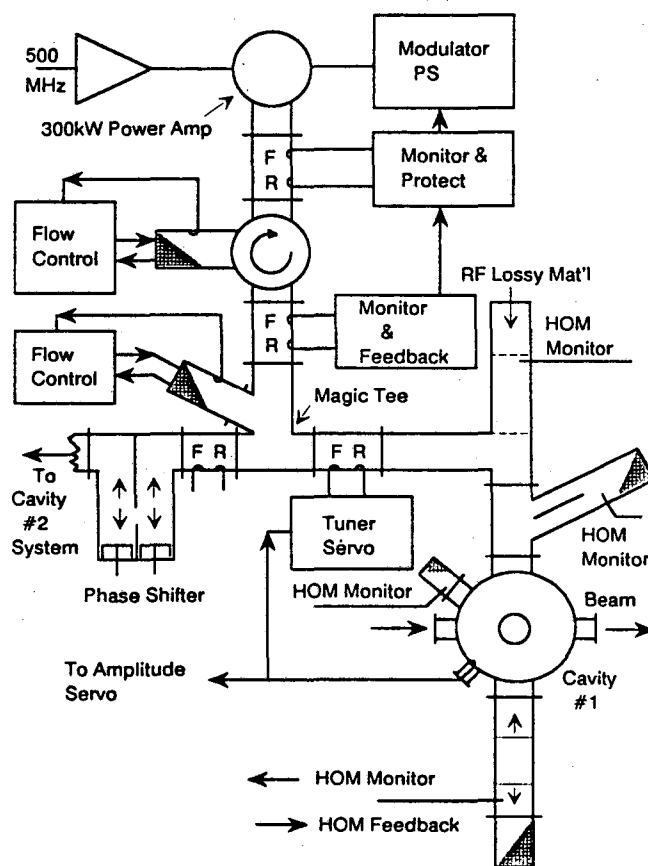 500
MHz
Modulator
PS
300kW Power Amp
F
R
Monitor &
Protect
Flow
Control
RF Lossy Mat'l
F
R
Monitor
&
Feedback
HOM
Monitor
Flow
Control
Magic Tee
F R
F R
To
Cavity
#2
System
Tuner
Servo
HOM
Monitor
Phase Shifter
HOM Monitor
Beam
To Amplitude
Servo
Cavity
#1
HOM Monitor
HOM Feedback